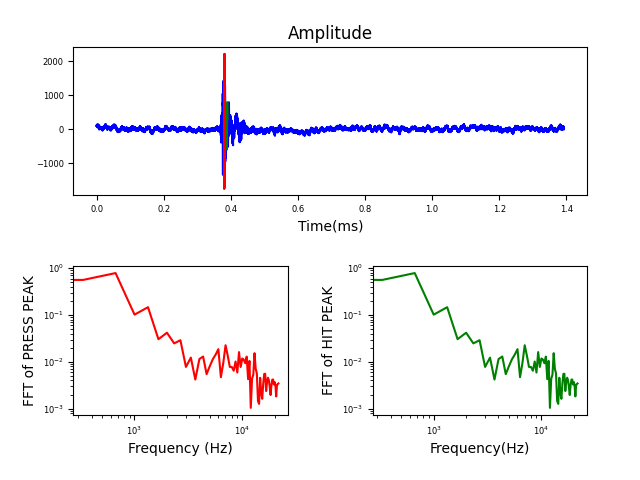 Amplitude
2000
1000
0
−1000
0.0 0.2 0.4 0.6 0.8 1.0 1.2 1.4
Time(ms)
FFT of PRESS PEAK
10⁰
10⁻¹
10⁻²
10⁻³
10³ 10⁴
Frequency (Hz)
FFT of HIT PEAK
10⁰
10⁻¹
10⁻²
10⁻³
10³ 10⁴
Frequency(Hz)